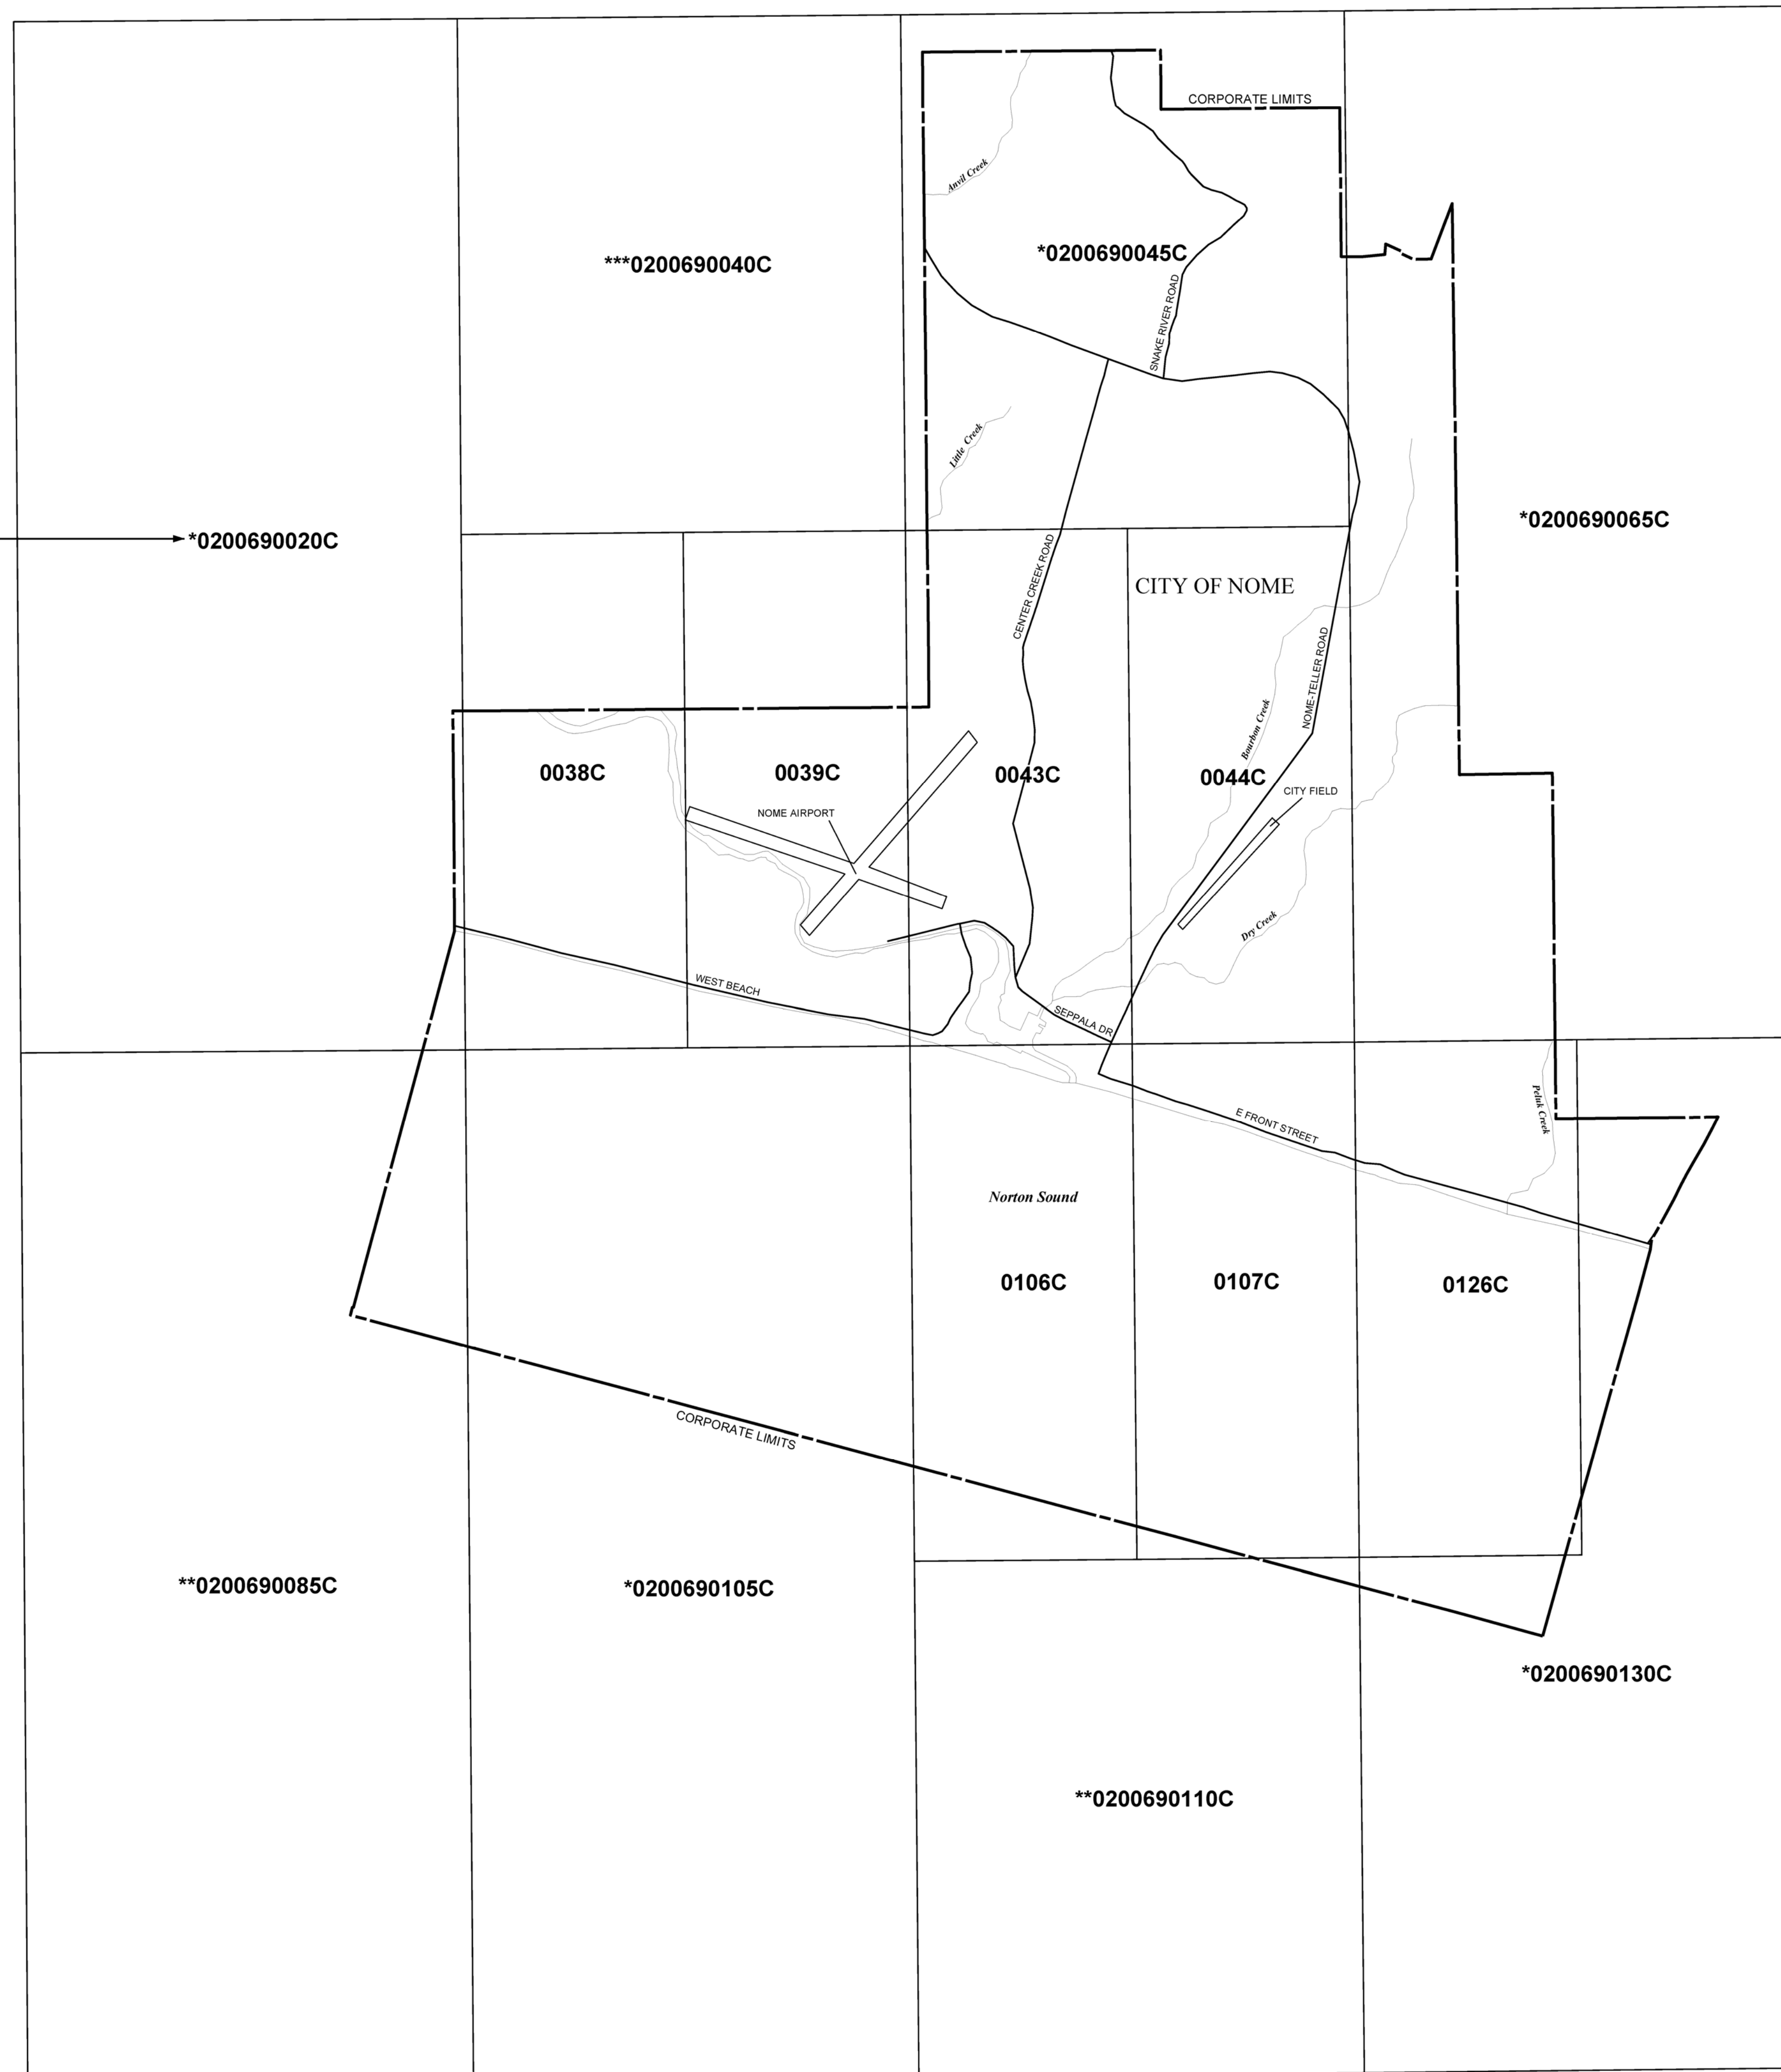 CORPORATE LIMITS
Anvil Creek
*0200690045C
***0200690040C
SNAKE RIVER ROAD
Little Creek
*0200690065C
*0200690020C
CENTER CREEK ROAD
CITY OF NOME
NOME-TELLER ROAD
Bourbon Creek
0038C
0039C
0043C
0044C
CITY FIELD
NOME AIRPORT
Dry Creek
WEST BEACH
SEPPALA DR
Peluk Creek
E FRONT STREET
Norton Sound
0106C
0107C
0126C
CORPORATE LIMITS
**0200690085C
*0200690105C
*0200690130C
**0200690110C